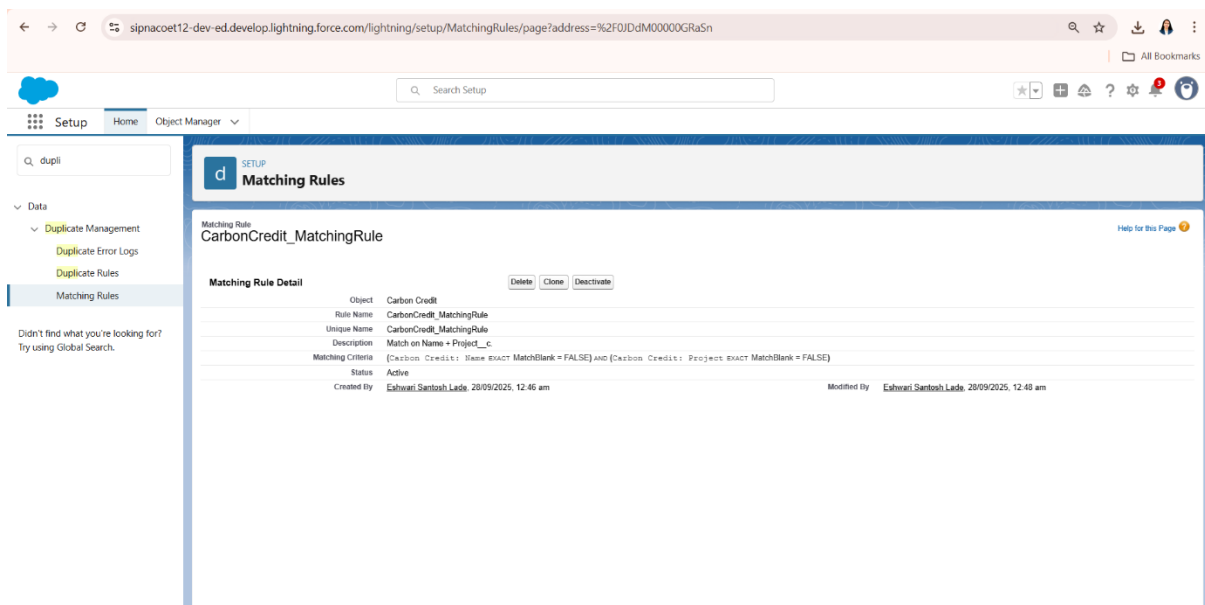 sipnacoet12-dev-ed.develop.lightning.force.com/lightning/setup/MatchingRules/page?address=%2F0JDdM00000GRaSn
All Bookmarks
Search Setup
3
Setup Home Object Manager
dupli
Data
Duplicate Management
Duplicate Error Logs
Duplicate Rules
Matching Rules
Didn't find what you're looking for?
Try using Global Search.
d
SETUP
Matching Rules
Matching Rule
CarbonCredit_MatchingRule
Help for this Page ?
Matching Rule Detail Delete Clone Deactivate
Object Carbon Credit
Rule Name CarbonCredit_MatchingRule
Unique Name CarbonCredit_MatchingRule
Description Match on Name + Project__c.
Matching Criteria (Carbon Credit: Name EXACT MatchBlank = FALSE) AND (Carbon Credit: Project EXACT MatchBlank = FALSE)
Status Active
Created By Eshwari Santosh Lade, 28/09/2025, 12:46 am Modified By Eshwari Santosh Lade, 28/09/2025, 12:48 am